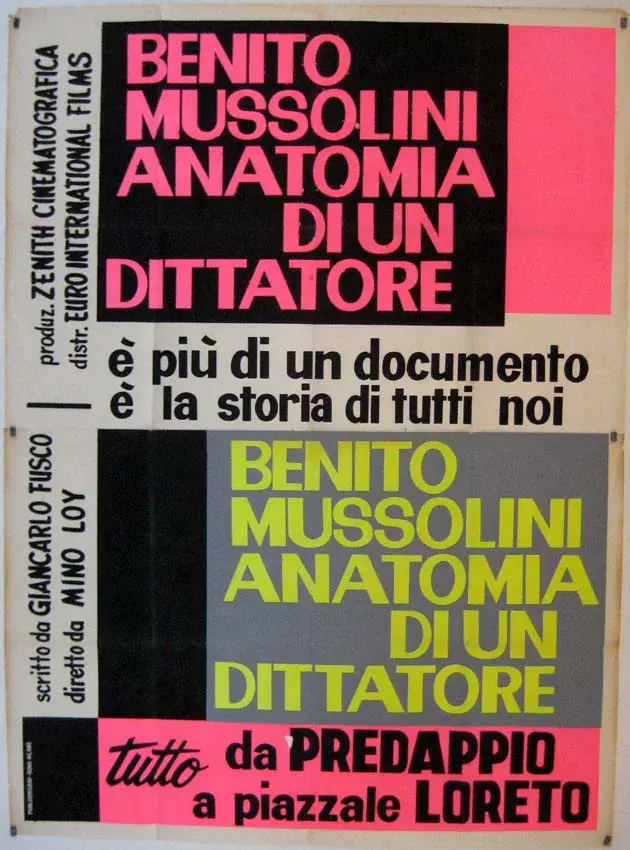 BENITO
MUSSOLINI
ANATOMIA
DI UN
DITTATORE
produz. ZENITH CINEMATOGRAFICA
distr. EURO INTERNATIONAL FILMS
è più di un documento
é la storia di tutti noi
scritto da GIANCARLO FUSCO
diretto da MINO LOY
BENITO
MUSSOLINI
ANATOMIA
DI UN
DITTATORE
tutto da PREDAPPIO
a piazzale LORETO